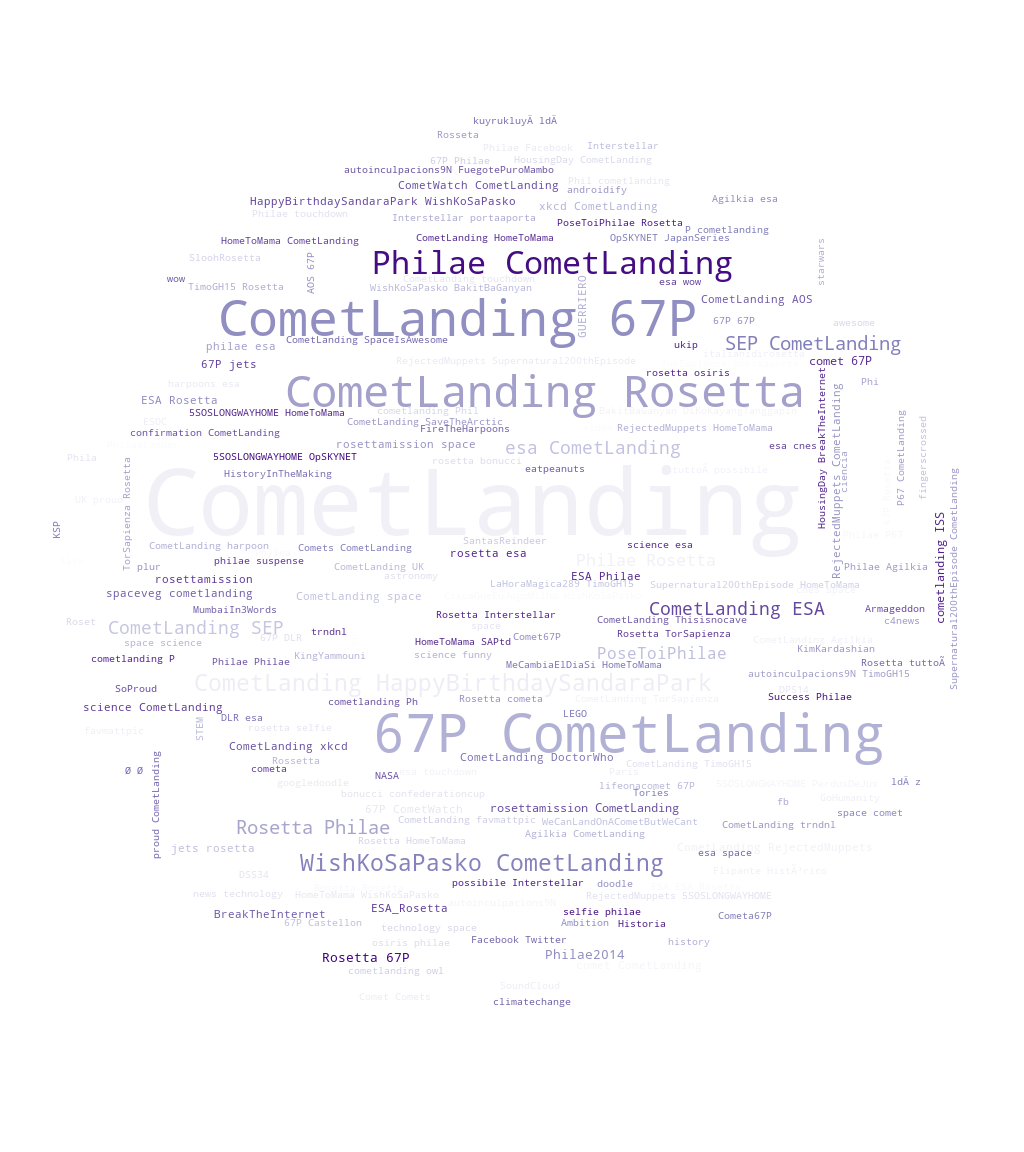 kuyrukluyÃ ldÃ
Rosseta
Philae Facebook
Interstellar
67P Philae
HousingDay CometLanding
autoinculpacions9N FuegotePuroMambo
Phil cometlanding
CometWatch CometLanding
androidify
HappyBirthdaySandaraPark WishKoSaPasko
xkcd CometLanding
Agilkia esa
Philae touchdown
Interstellar portaaporta
PoseToiPhilae Rosetta
P cometlanding
HomeToMama CometLanding
CometLanding HomeToMama
OpSKYNET JapanSeries
starwars
SloohRosetta
AOS 67P
Philae CometLanding
wow
TimoGH15 Rosetta
CometLanding touchdown
WishKoSaPasko BakitBaGanyan
esa wow
GUERRIERO
CometLanding AOS
CometLanding 67P
67P 67P
awesome
philae esa
CometLanding SpaceIsAwesome
ukip
SEP CometLanding
italianidirosetta
67P jets
RejectedMuppets Supernatural200thEpisode
comet 67P
rosetta osiris
harpoons esa
CometLanding Rosetta
Phi
ESA Rosetta
5SOSLONGWAYHOME HomeToMama
cometlanding Phil
ESOC
CometLanding SaveTheArctic
FireTheHarpoons
RejectedMuppets HomeToMama
confirmation CometLanding
rosettamission space
esa CometLanding
esa cnes
HousingDay BreakTheInternet
RejectedMuppets CometLanding
ciencia
P67 CometLanding
fingerscrossed
Phila
5SOSLONGWAYHOME OpSKYNET
rosetta bonucci
eatpeanuts
tuttoÃ possibile
HistoryInTheMaking
TorSapienza Rosetta
CometLanding
UK proud
KSP
Supernatural200thEpisode CometLanding
cometlanding ISS
CometLanding harpoon
Comets CometLanding
SantasReindeer
rosetta esa
science esa
philae suspense
Philae Rosetta
plur
CometLanding UK
Philae Agilkia
rosettamission
astronomy
ESA Philae
LaHoraMagica289 TimoGH15
Supernatural200thEpisode HomeToMama
spaceveg cometlanding
CometLanding space
MumbaiIn3Words
Rosetta Interstellar
CometLanding ESA
Armageddon
Roset
CometLanding SEP
trndnl
space
CometLanding Thisisnocave
c4news
67P DLR
Comet67P
Rosetta TorSapienza
CometLanding Agilkia
space science
HomeToMama SAPtd
KimKardashian
cometlanding P
Philae Philae
KingYammouni
science funny
PoseToiPhilae
MeCambiaElDiaSi HomeToMama
Rosetta tuttoÃ
autoinculpacions9N TimoGH15
SoProud
CometLanding HappyBirthdaySandaraPark
Success Philae
science CometLanding
cometlanding Ph
Rosetta cometa
CometLanding TorSapienza
DLR esa
LEGO
STEM
rosetta selfie
favmattpic
67P CometLanding
CometLanding xkcd
Rossetta
CometLanding DoctorWho
CometLanding TimoGH15
Ø Ø
cometa
NASA
esa touchdown
Paris
proud CometLanding
googledoodle
lifeonacomet 67P
ldÃ z
bonucci confederationcup
Tories
GoHumanity
67P CometWatch
rosettamission CometLanding
fb
space comet
Rosetta Philae
CometLanding favmattpic
WeCanLandOnACometButWeCant
CometLanding trndnl
Rosetta HomeToMama
Agilkia CometLanding
jets rosetta
CometLanding RejectedMuppets
esa space
WishKoSaPasko CometLanding
flipante HistÃ³rico
DS534
possibile Interstellar
doodle
news technology
HomeToMama WishKoSaPasko
RejectedMuppets 5SOSLONGWAYHOME
autoinculpacions9N
BreakTheInternet
ESA_Rosetta
selfie philae
Cometa67P
67P Castellon
technology space
Ambition
Historia
osiris philae
Facebook Twitter
history
Rosetta 67P
Philae2014
cometlanding owl
comet CometLanding
SoundCloud
Comet Comets
climatechange